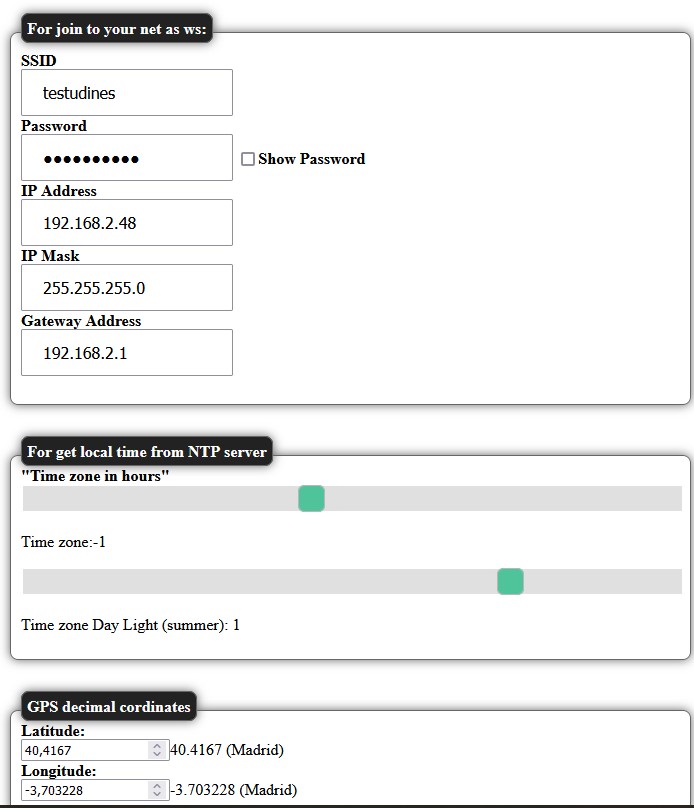 For join to your net as ws:
SSID
testudines
Password
●●●●●●●●●●
Show Password
IP Address
192.168.2.48
IP Mask
255.255.255.0
Gateway Address
192.168.2.1
For get local time from NTP server
"Time zone in hours"
Time zone:-1
Time zone Day Light (summer): 1
GPS decimal cordinates
Latitude:
40,4167 40.4167 (Madrid)
Longitude:
-3,703228 -3.703228 (Madrid)